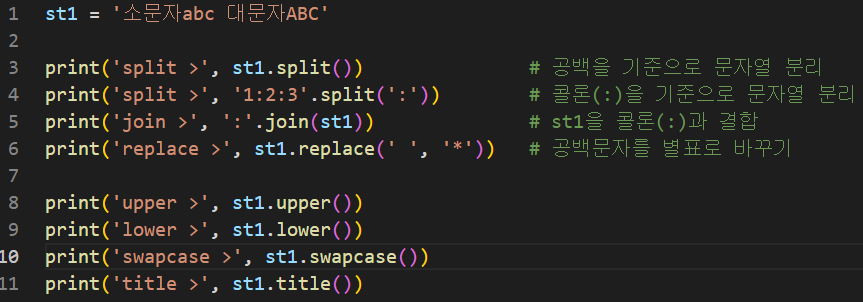 1 st1 = '소문자abc 대문자ABC'
2
3 print('split >', st1.split()) # 공백을 기준으로 문자열 분리
4 print('split >', '1:2:3'.split(':')) # 콜론(:)을 기준으로 문자열 분리
5 print('join >', ':'.join(st1)) # st1을 콜론(:)과 결합
6 print('replace >', st1.replace(' ', '*')) # 공백문자를 별표로 바꾸기
7
8 print('upper >', st1.upper())
9 print('lower >', st1.lower())
10 print('swapcase >', st1.swapcase())
11 print('title >', st1.title())